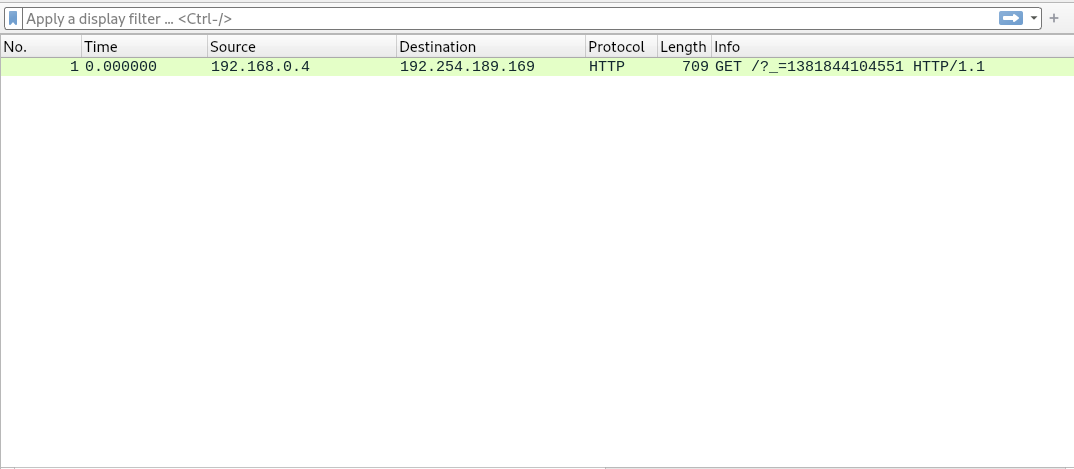 Apply a display filter ... <Ctrl-/>
No. Time Source Destination Protocol Length Info
1 0.000000 192.168.0.4 192.254.189.169 HTTP 709 GET /?_=1381844104551 HTTP/1.1